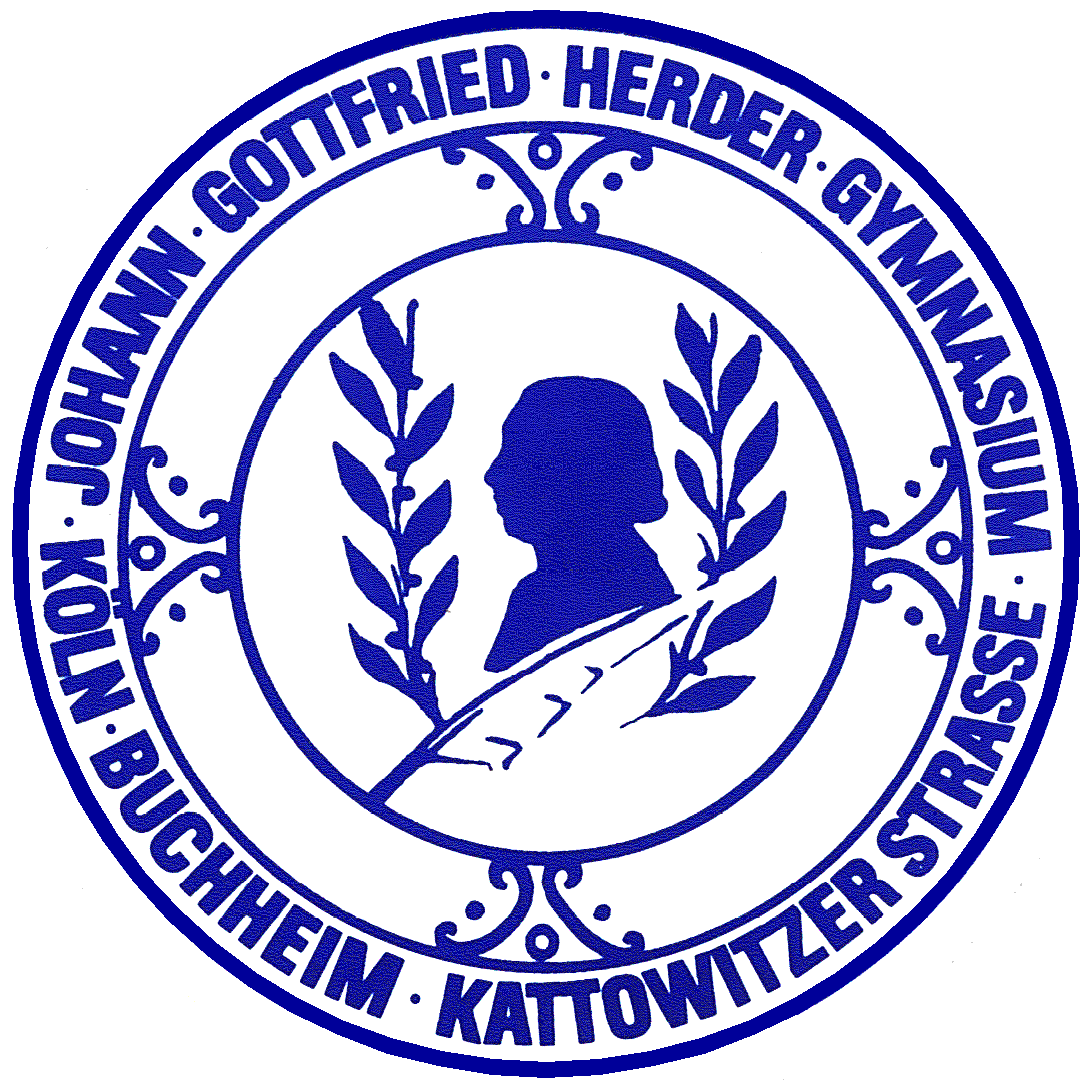 JOHANN · GOTTFRIED · HERDER · GYMNASIUM · KATTOWITZER STRASSE · KÖLN · BUCHHEIM ·